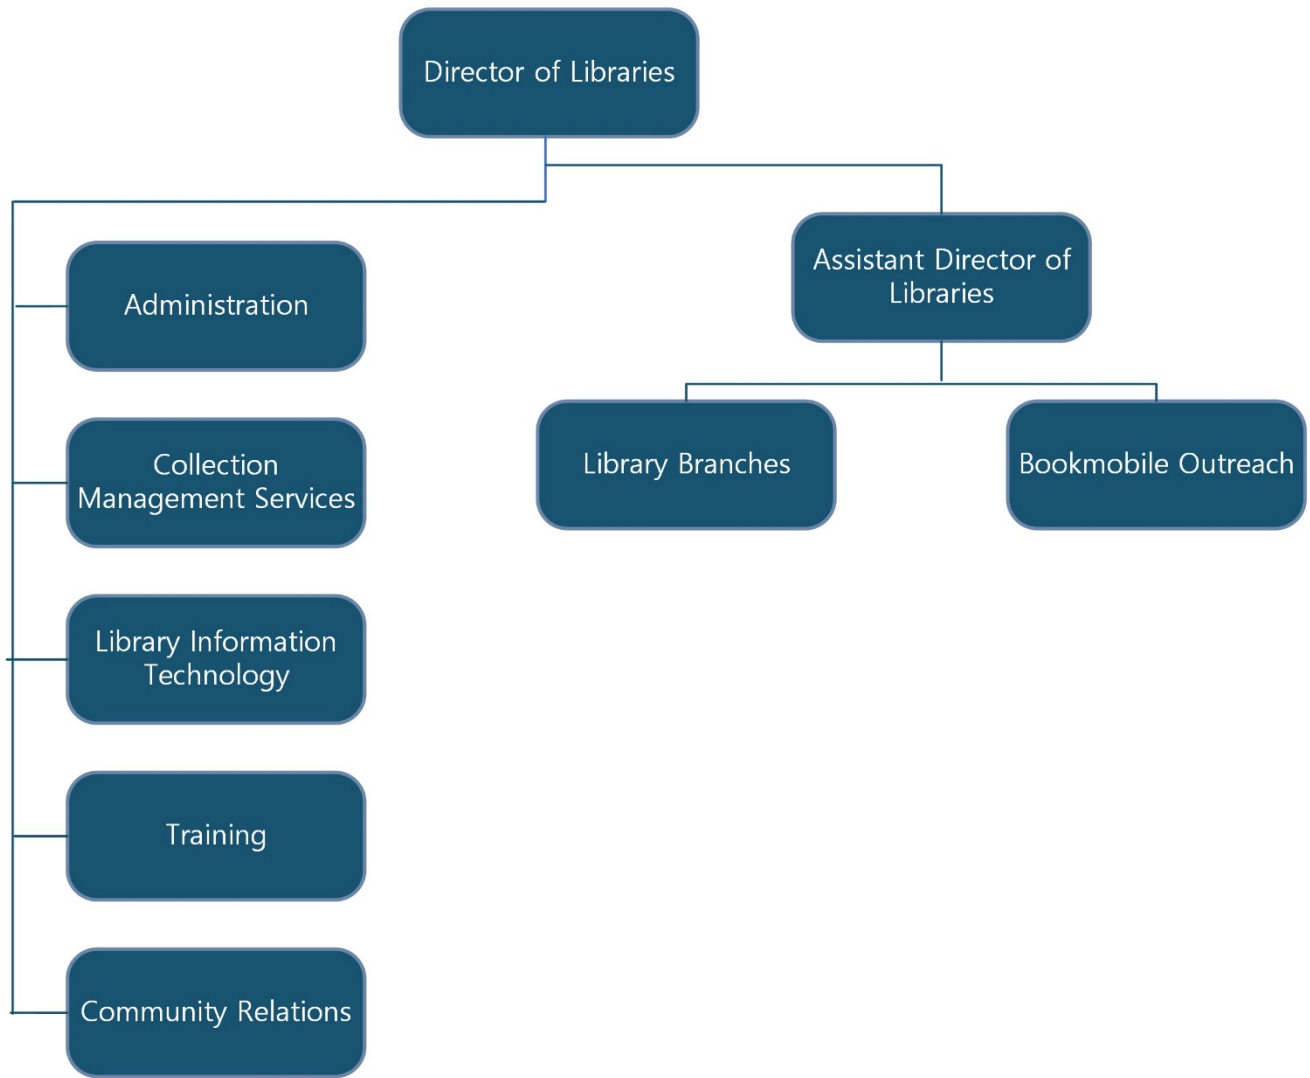 Director of Libraries
Assistant Director of
Libraries
Administration
Library Branches
Bookmobile Outreach
Collection
Management Services
Library Information
Technology
Training
Community Relations